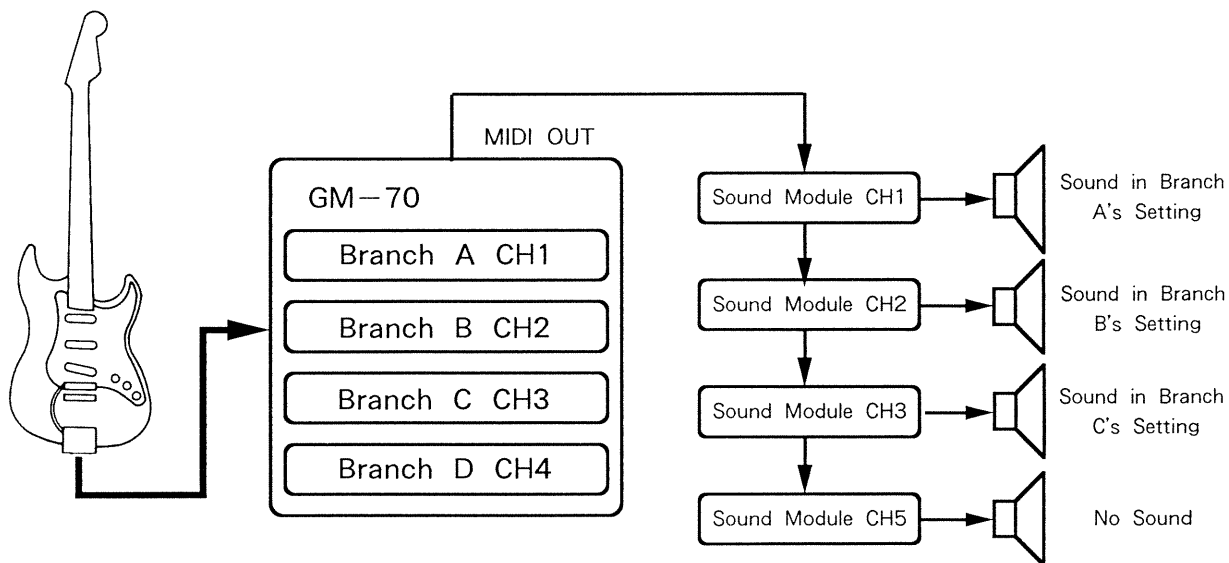 MIDI OUT
GM-70
Branch A CH1
Branch B CH2
Branch C CH3
Branch D CH4
Sound Module CH1
Sound in Branch
A's Setting
Sound Module CH2
Sound in Branch
B's Setting
Sound Module CH3
Sound in Branch
C's Setting
Sound Module CH5
No Sound